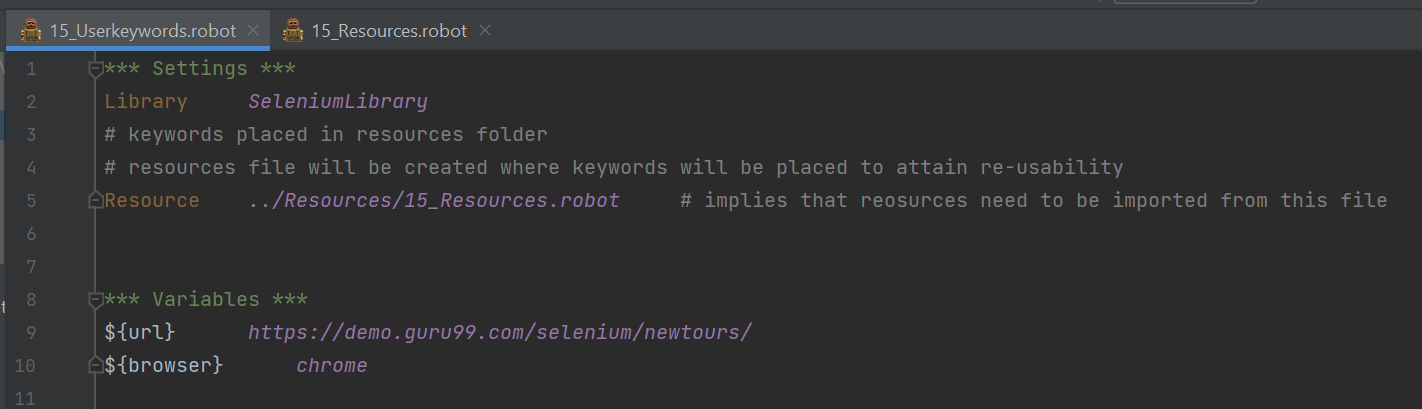 15_Userkeywords.robot 15_Resources.robot
1 *** Settings ***
2 Library SeleniumLibrary
3 # keywords placed in resources folder
4 # resources file will be created where keywords will be placed to attain re-usability
5 Resource ../Resources/15_Resources.robot # implies that reosurces need to be imported from this file
6
7
8 *** Variables ***
9 ${url} https://demo.guru99.com/selenium/newtours/
10 ${browser} chrome
11